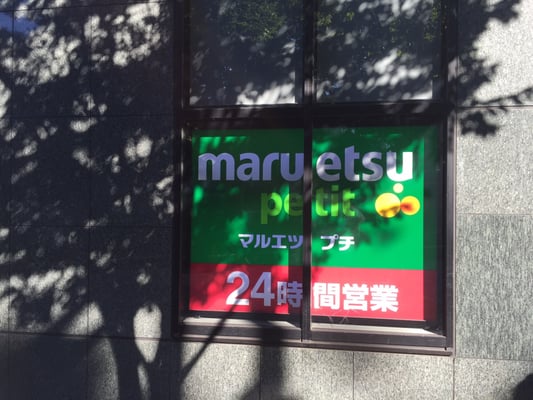 maruetsu
petit
マルエツ プチ
24時間営業